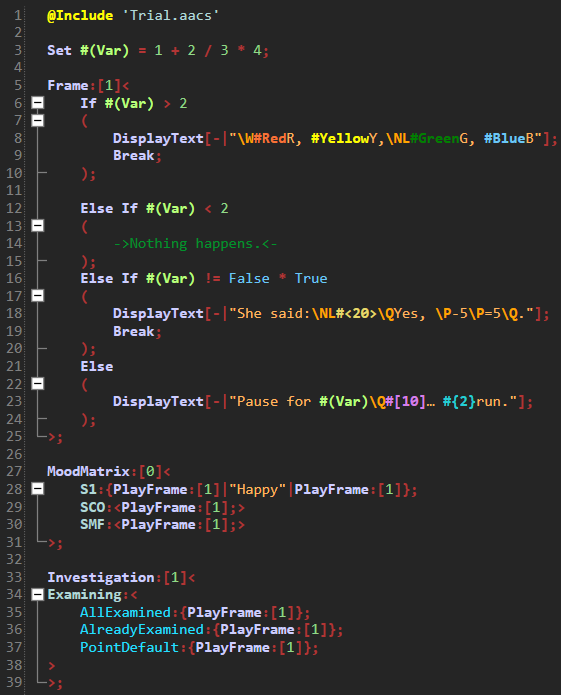 1 @Include 'Trial.aacs'
2
3 Set #(Var) = 1 + 2 / 3 * 4;
4
5 Frame:[1]<
6 If #(Var) > 2
7 (
8 DisplayText[-|"\W#RedR, #YellowY,\NL#GreenG, #BlueB"];
9 Break;
10 );
11
12 Else If #(Var) < 2
13 (
14 ->Nothing happens.<-
15 );
16 Else If #(Var) != False * True
17 (
18 DisplayText[-|"She said:\NL#<20>\QYes, \P-5\P=5\Q."];
19 Break;
20 );
21 Else
22 (
23 DisplayText[-|"Pause for #(Var)\Q#[10]… #{2}run."];
24 );
25 >;
26
27 MoodMatrix:[0]<
28 S1:{PlayFrame:[1]|"Happy"|PlayFrame:[1]};
29 SCO:<PlayFrame:[1];>
30 SMF:<PlayFrame:[1];>
31 >;
32
33 Investigation:[1]<
34 Examining:<
35 AllExamined:{PlayFrame:[1]};
36 AlreadyExamined:{PlayFrame:[1]};
37 PointDefault:{PlayFrame:[1]};
38 >
39 >;